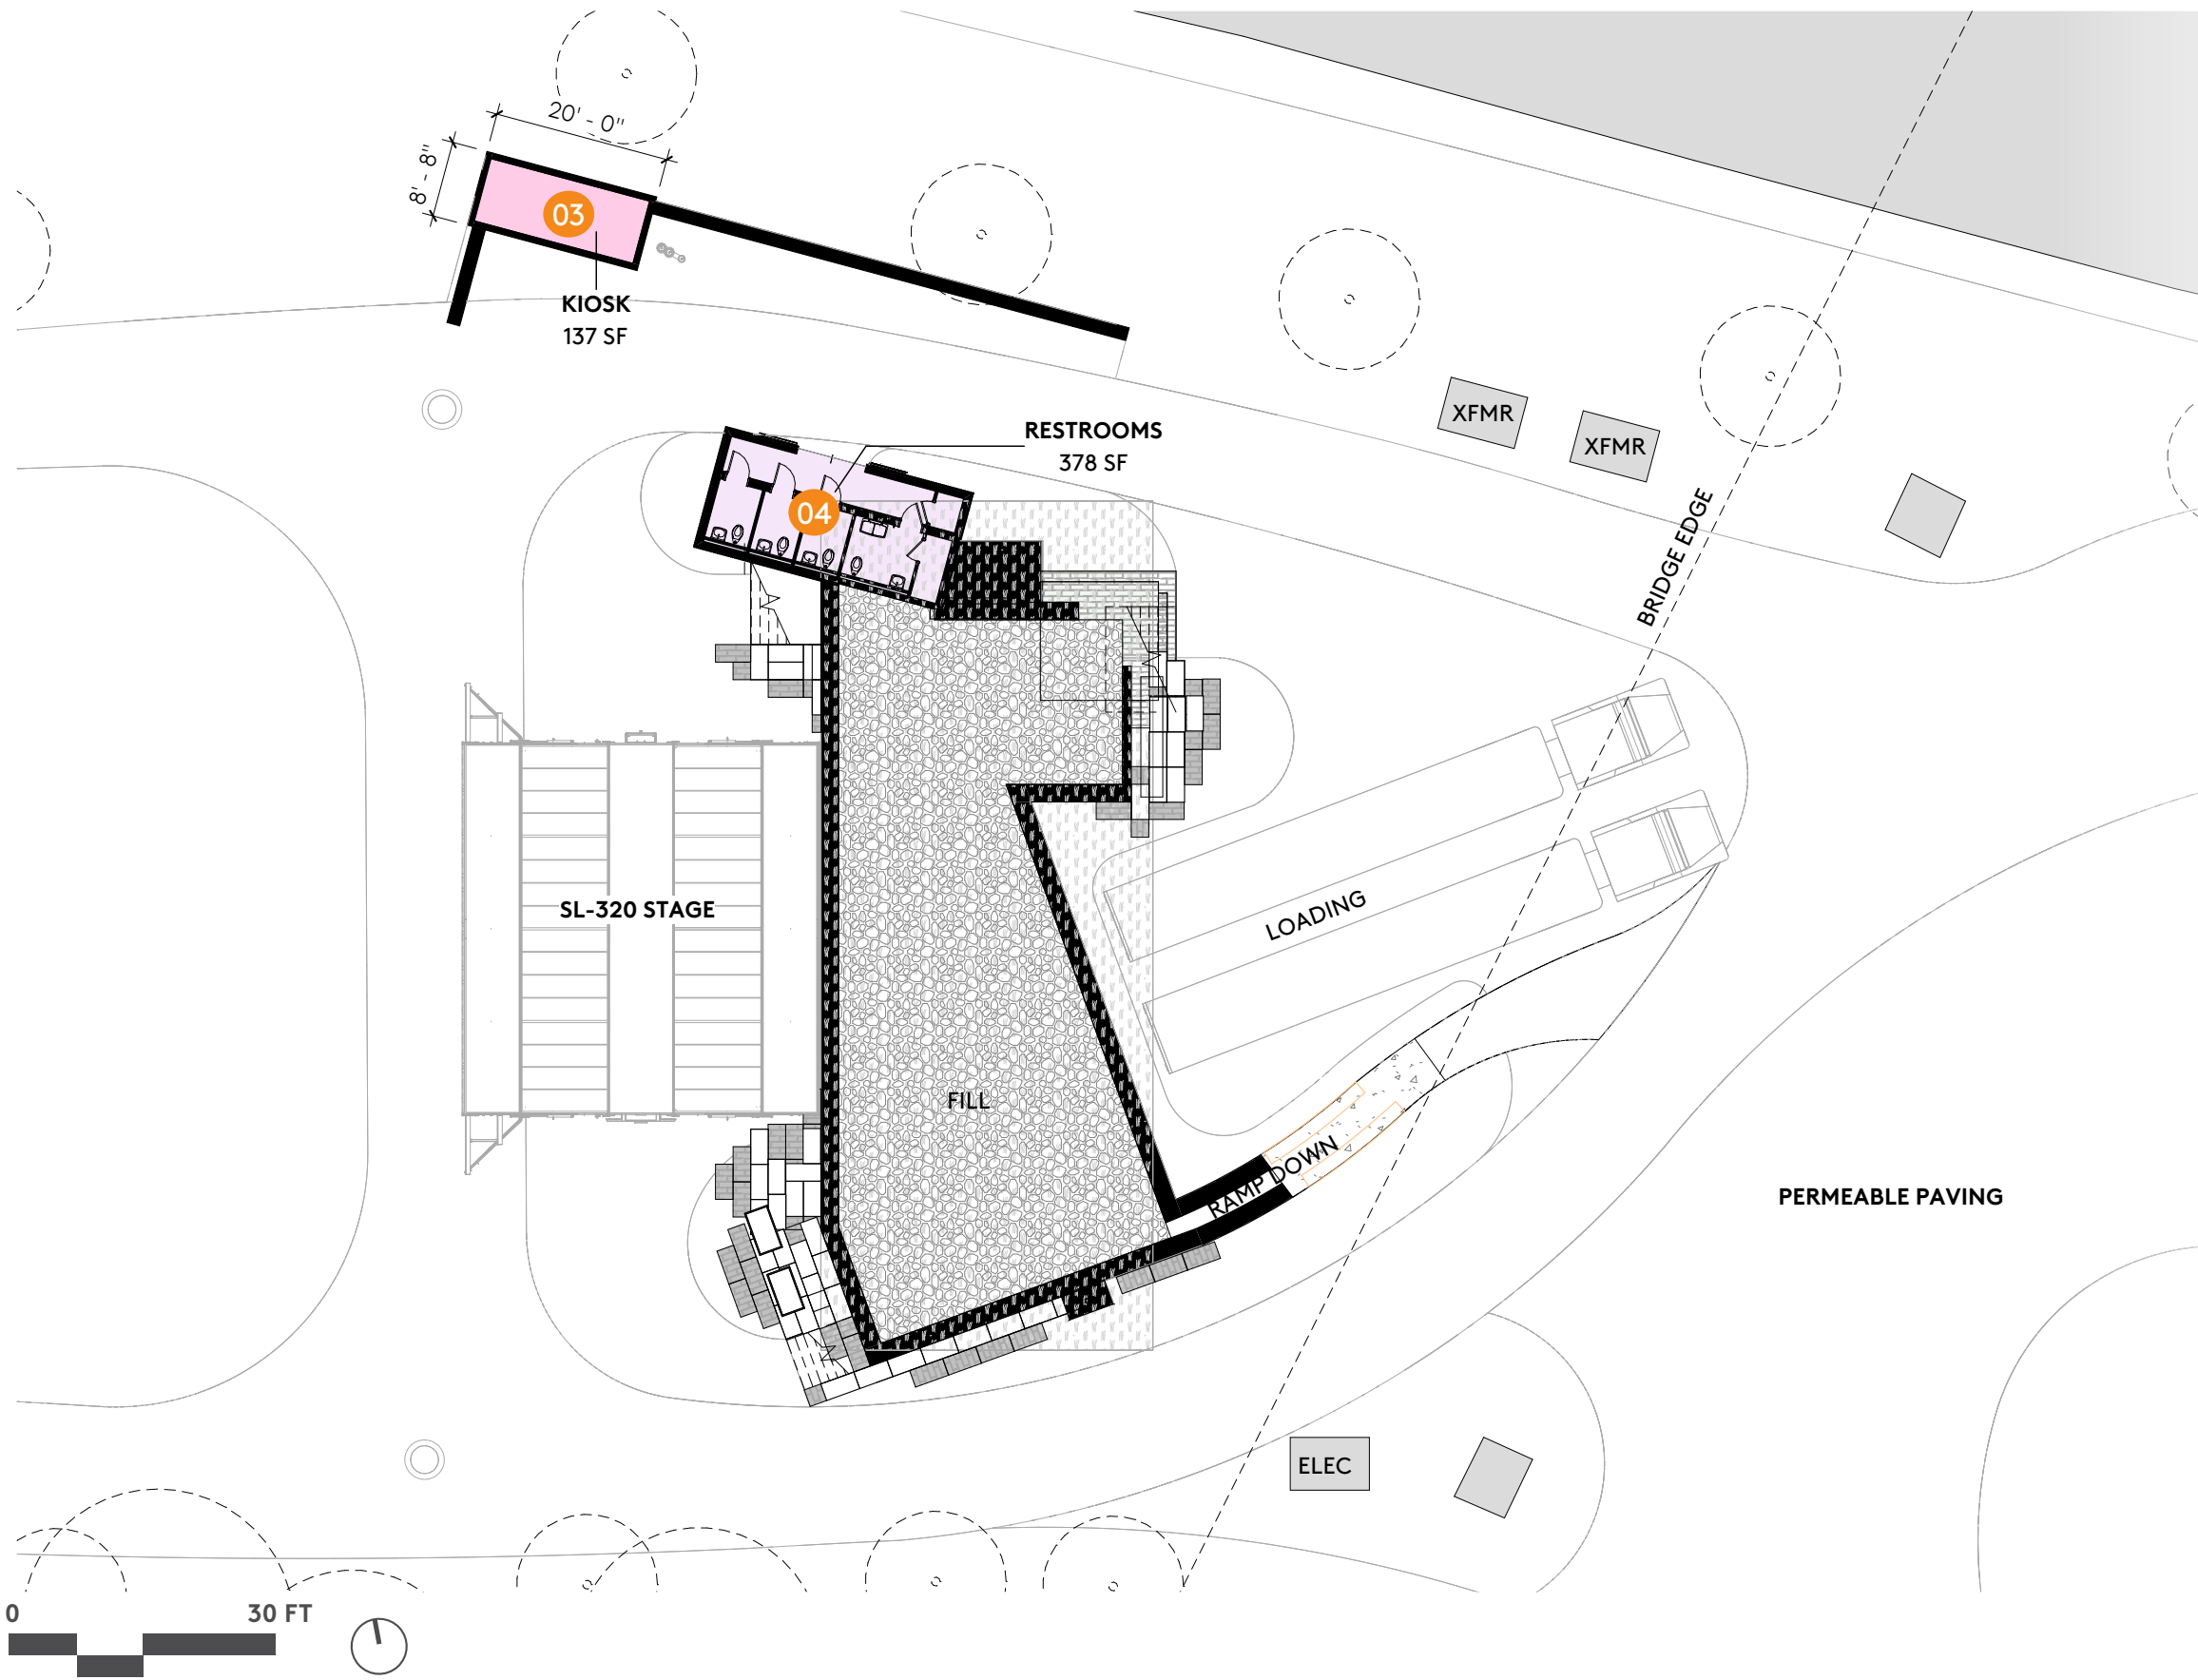 20' - 0"
8' - 8"
03
KIOSK
137 SF
RESTROOMS
378 SF
04
XFMR
XFMR
BRIDGE EDGE
SL-320 STAGE
LOADING
FILL
RAMP DOWN
PERMEABLE PAVING
ELEC
0
30 FT